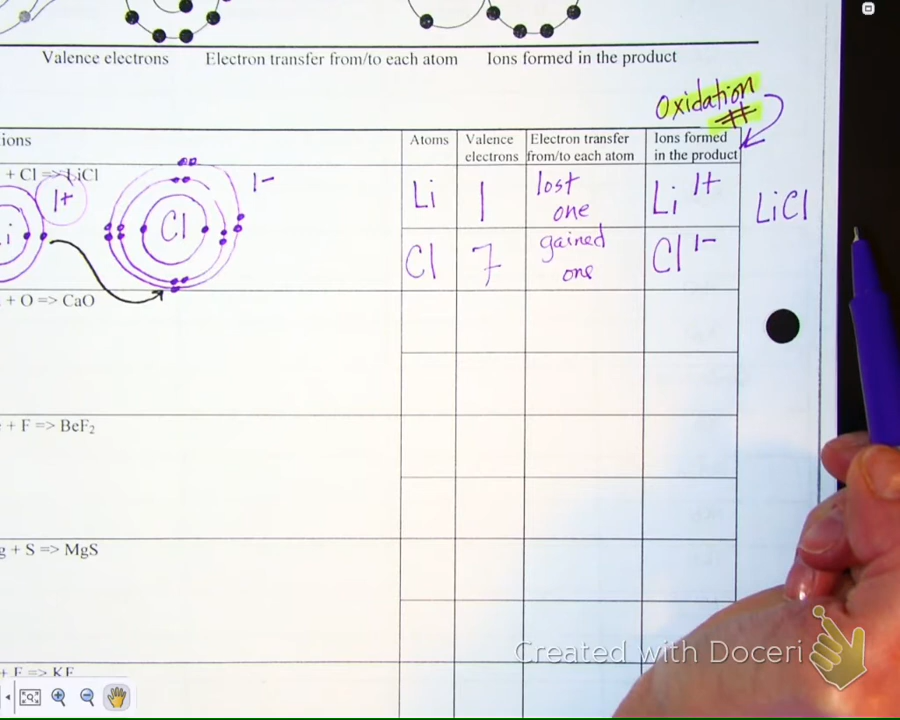 Valence electrons Electron transfer from/to each atom Ions formed in the product
Oxidation
#
ions Atoms Valence electrons Electron transfer from/to each atom Ions formed in the product
+ Cl => LiCl
1+
Cl
1-
Li 1 lost one Li 1+
LiCl
Cl 7 gained one Cl 1-
+ O => CaO
+ F => BeF₂
g + S => MgS
+ F => KF
Created with Doceri